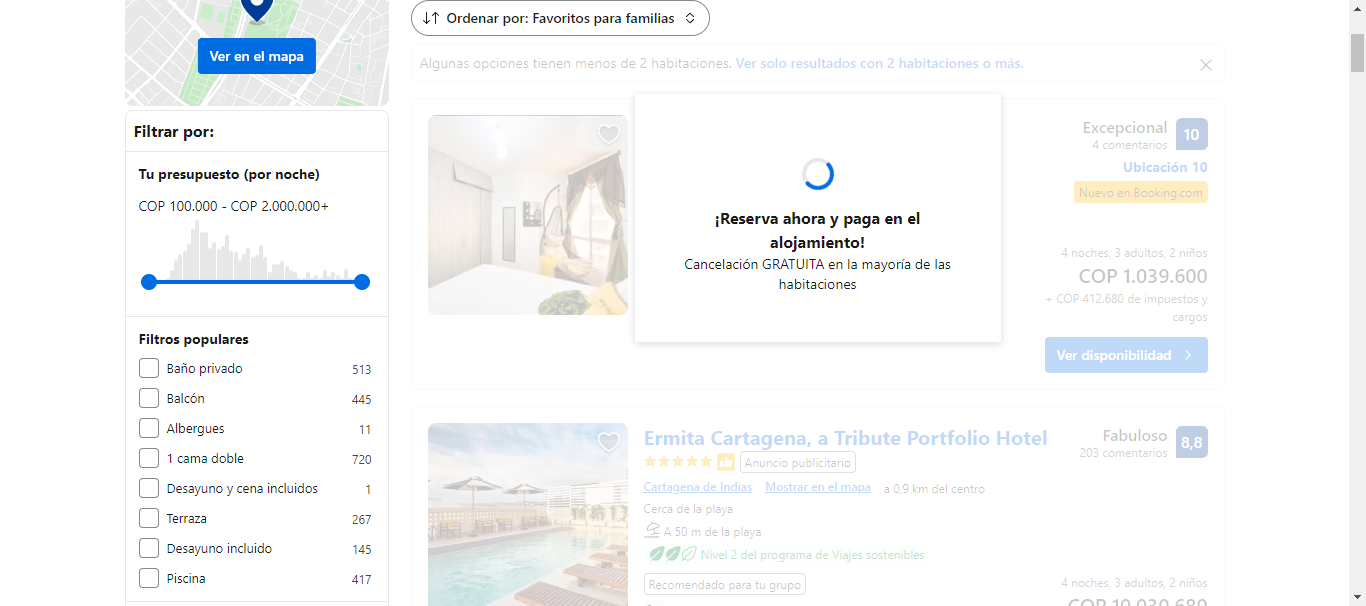 Ver en el mapa
Filtrar por:
Tu presupuesto (por noche)
COP 100.000 - COP 2.000.000+
Filtros populares
Baño privado 513
Balcón 445
Albergues 11
1 cama doble 720
Desayuno y cena incluidos 1
Terraza 267
Desayuno incluido 145
Piscina 417
Ordenar por: Favoritos para familias
Algunas opciones tienen menos de 2 habitaciones. Ver solo resultados con 2 habitaciones o más.
¡Reserva ahora y paga en el
alojamiento!
Cancelación GRATUITA en la mayoría de las
habitaciones
Excepcional 10
4 comentarios
Ubicación 10
Nuevo en Booking.com
4 noches, 3 adultos, 2 niños
COP 1.039.600
+ COP 412.680 de impuestos y
cargos
Ver disponibilidad
Ermita Cartagena, a Tribute Portfolio Hotel
Anuncio publicitario
Cartagena de Indias Mostrar en el mapa a 0,9 km del centro
Cerca de la playa
A 50 m de la playa
Nivel 2 del programa de Viajes sostenibles
Recomendado para tu grupo
Fabuloso 8,8
203 comentarios
4 noches, 3 adultos, 2 niños
COP 10.030.680